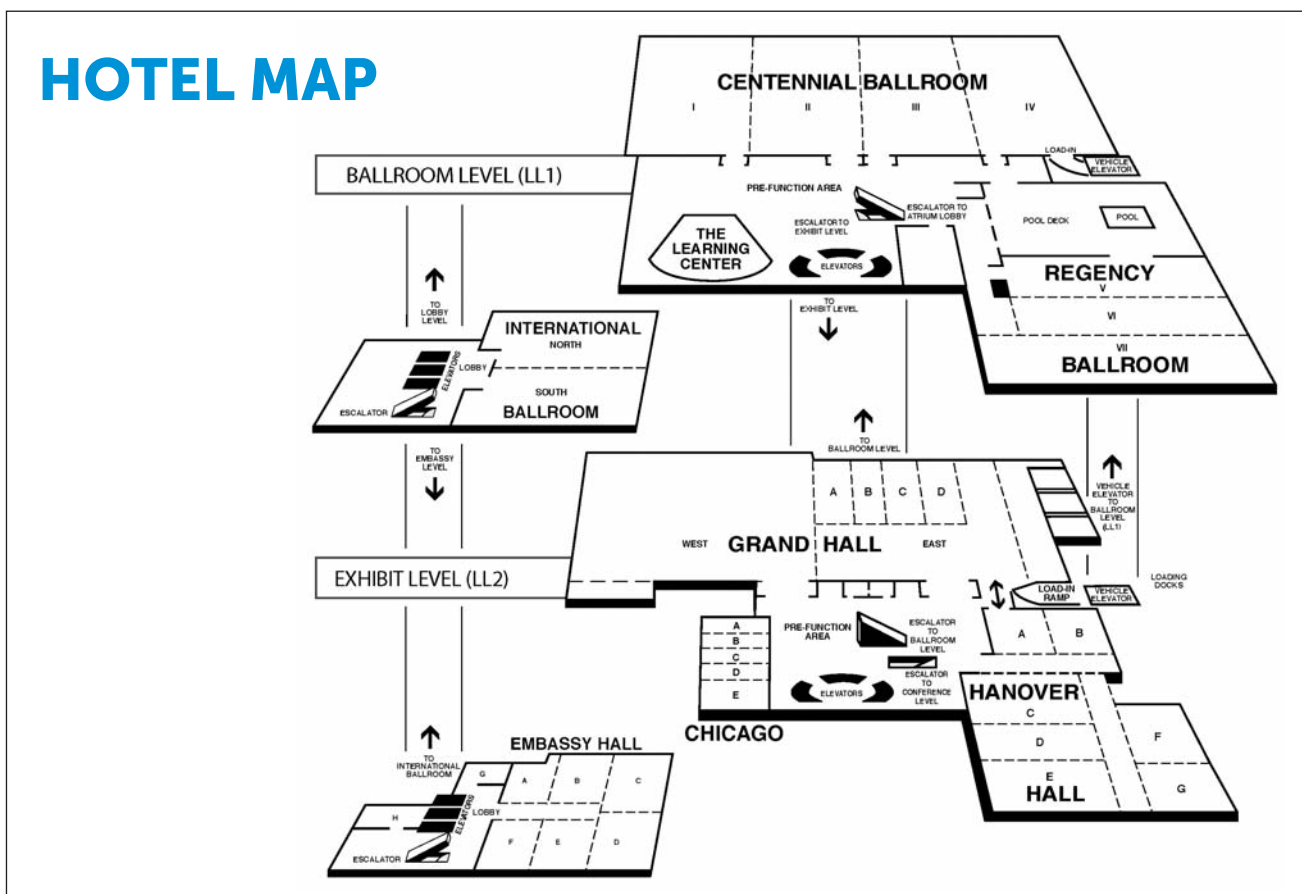 HOTEL MAP
CENTENNIAL BALLROOM
I
II
III
IV
LOAD-IN
VEHICLE
ELEVATOR
BALLROOM LEVEL (LL1)
PRE-FUNCTION AREA
ESCALATOR TO
ATRIUM LOBBY
ESCALATOR TO
EXHIBIT LEVEL
THE
LEARNING
CENTER
ELEVATORS
POOL DECK
POOL
REGENCY
V
VI
VII
BALLROOM
TO
LOBBY
LEVEL
INTERNATIONAL
NORTH
ELEVATORS
LOBBY
SOUTH
BALLROOM
ESCALATOR
TO
EXHIBIT LEVEL
TO
EMBASSY
LEVEL
TO
BALLROOM LEVEL
VEHICLE
ELEVATOR
TO
BALLROOM
LEVEL
(LL1)
A
B
C
D
WEST
GRAND HALL
EAST
EXHIBIT LEVEL (LL2)
LOADING
DOCKS
LOAD-IN
RAMP
VEHICLE
ELEVATOR
A
B
C
D
E
CHICAGO
PRE-FUNCTION
AREA
ESCALATOR
TO
BALLROOM
LEVEL
ESCALATOR
TO
CONFERENCE
LEVEL
ELEVATORS
A
B
HANOVER
C
D
E
HALL
F
G
TO
INTERNATIONAL
BALLROOM
EMBASSY HALL
G
A
B
C
ELEVATORS
LOBBY
H
F
E
D
ESCALATOR